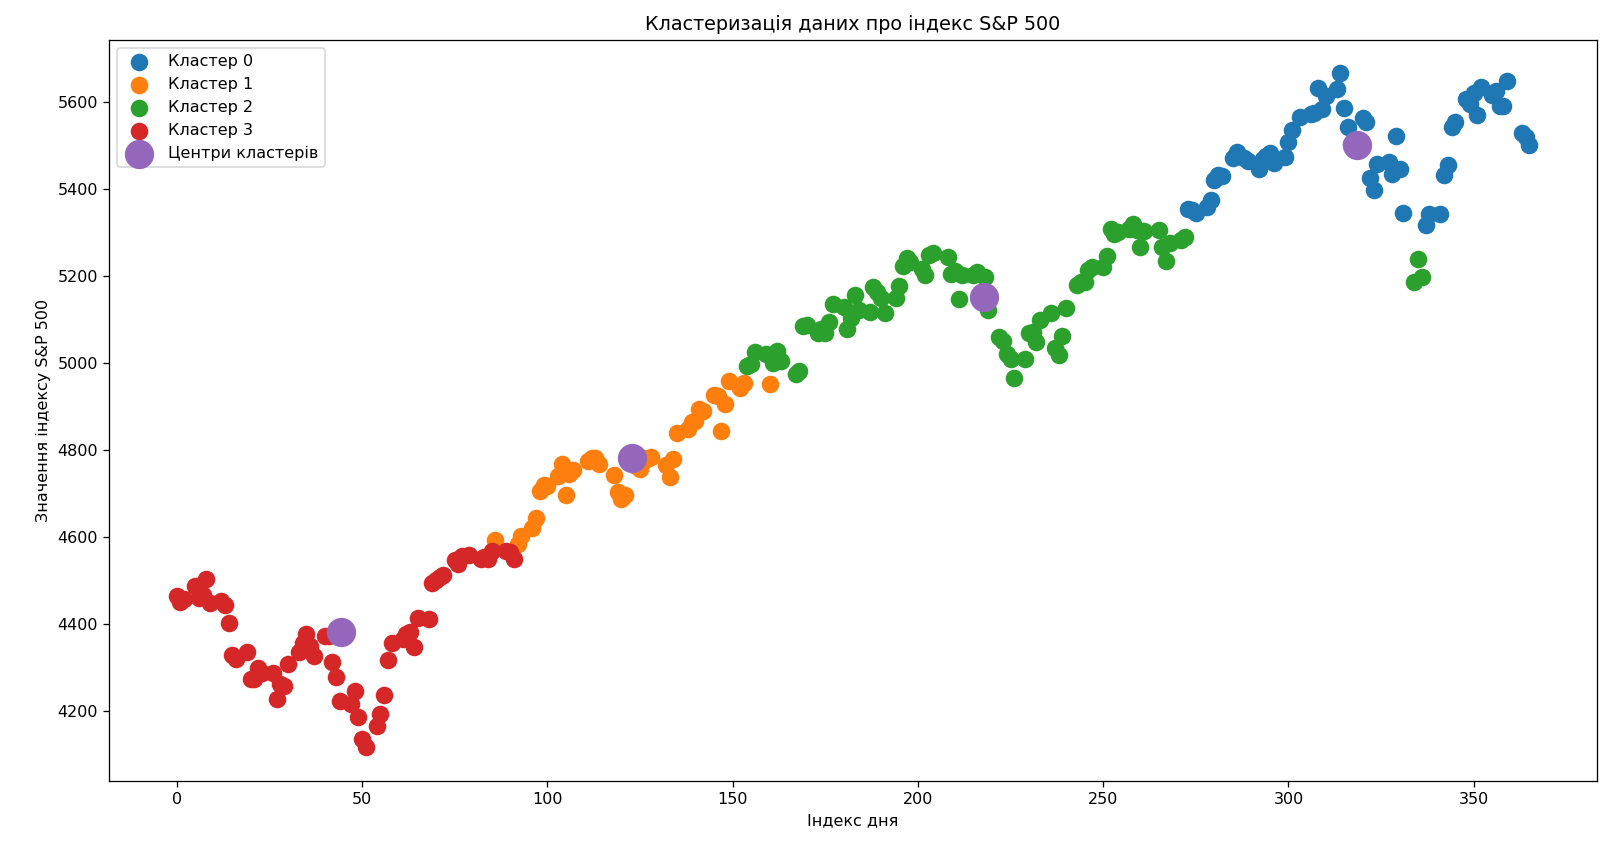 Кластеризація даних про індекс S&P 500
Кластер 0
Кластер 1
Кластер 2
Кластер 3
Центри кластерів
Значення індексу S&P 500
5600
5400
5200
5000
4800
4600
4400
4200
0 50 100 150 200 250 300 350
Індекс дня